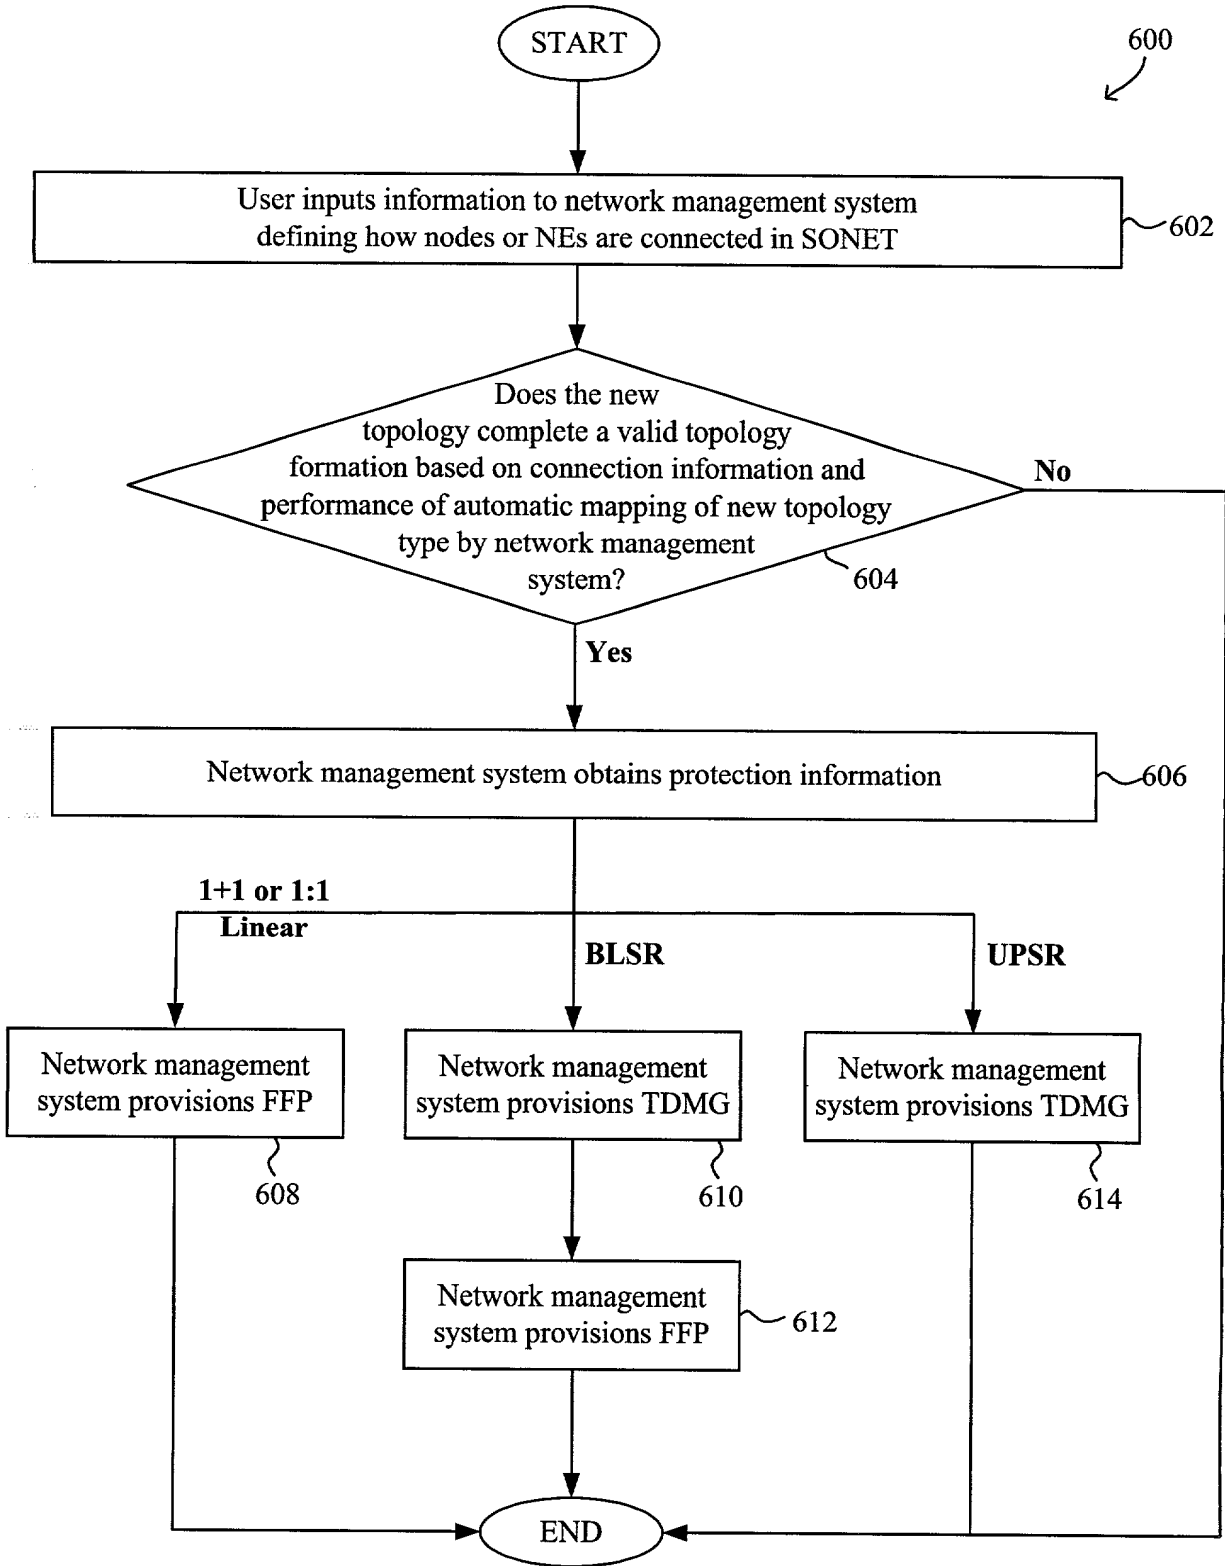 START
600
User inputs information to network management system
defining how nodes or NEs are connected in SONET
602
Does the new
topology complete a valid topology
formation based on connection information and
performance of automatic mapping of new topology
type by network management
system?
No
604
Yes
Network management system obtains protection information
606
1+1 or 1:1
Linear
BLSR
UPSR
Network management
system provisions FFP
608
Network management
system provisions TDMG
610
Network management
system provisions TDMG
614
Network management
system provisions FFP
612
END